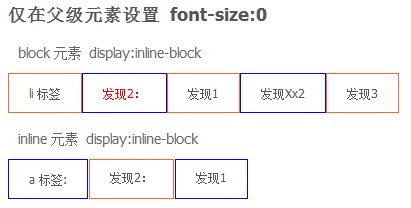 仅在父级元素设置 font-size:0
block 元素 display:inline-block
li 标签 发现2： 发现1 发现Xx2 发现3
inline 元素 display:inline-block
a 标签: 发现2： 发现1